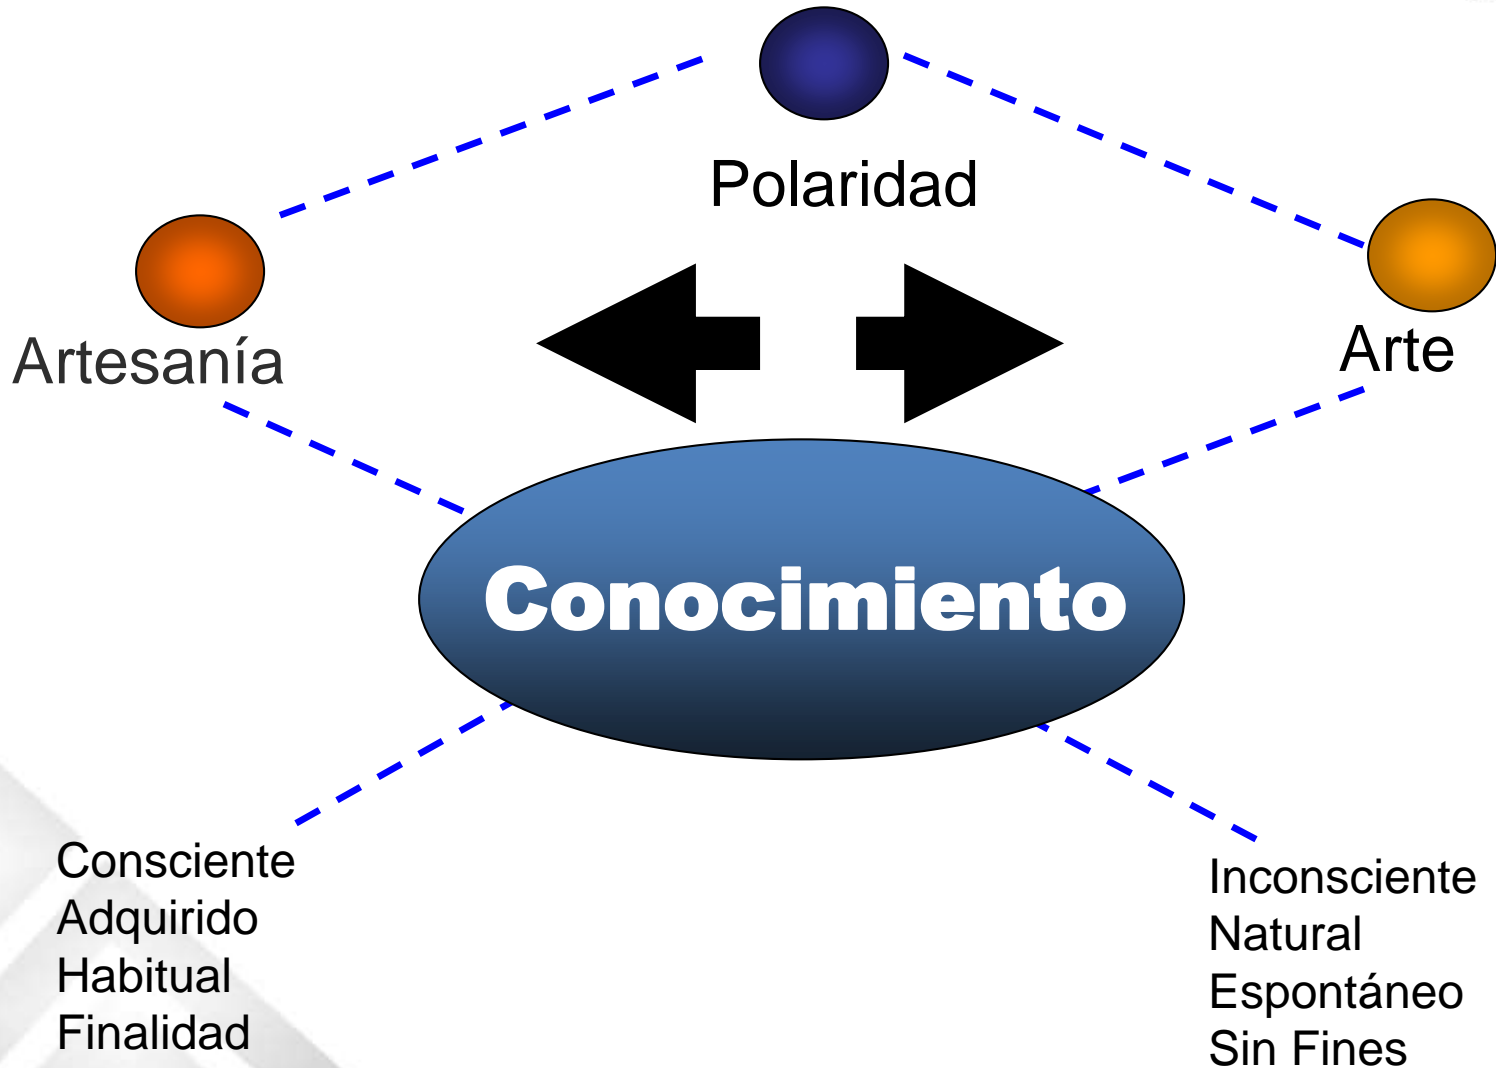 Polaridad
Artesanía
Arte
Conocimiento
Consciente
Adquirido
Habitual
Finalidad
Inconsciente
Natural
Espontáneo
Sin Fines